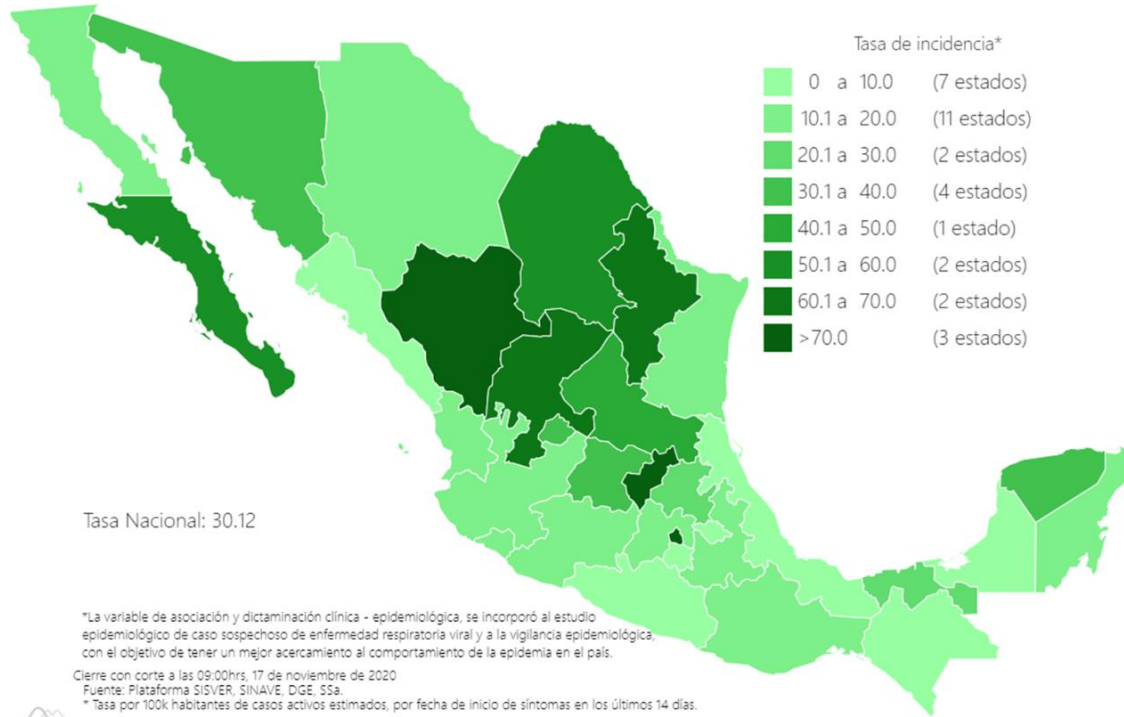 Tasa de incidencia*
0 a 10.0 (7 estados)
10.1 a 20.0 (11 estados)
20.1 a 30.0 (2 estados)
30.1 a 40.0 (4 estados)
40.1 a 50.0 (1 estado)
50.1 a 60.0 (2 estados)
60.1 a 70.0 (2 estados)
>70.0 (3 estados)
Tasa Nacional: 30.12
*La variable de asociación y dictaminación clínica - epidemiológica, se incorporó al estudio
epidemiológico de caso sospechoso de enfermedad respiratoria viral y a la vigilancia epidemiológica,
con el objetivo de tener un mejor acercamiento al comportamiento de la epidemia en el país.
Cierre con corte a las 09:00hrs, 17 de noviembre de 2020
Fuente: Plataforma SISVER, SINAVE, DGE, SSa.
* Tasa por 100k habitantes de casos activos estimados, por fecha de inicio de síntomas en los últimos 14 días.